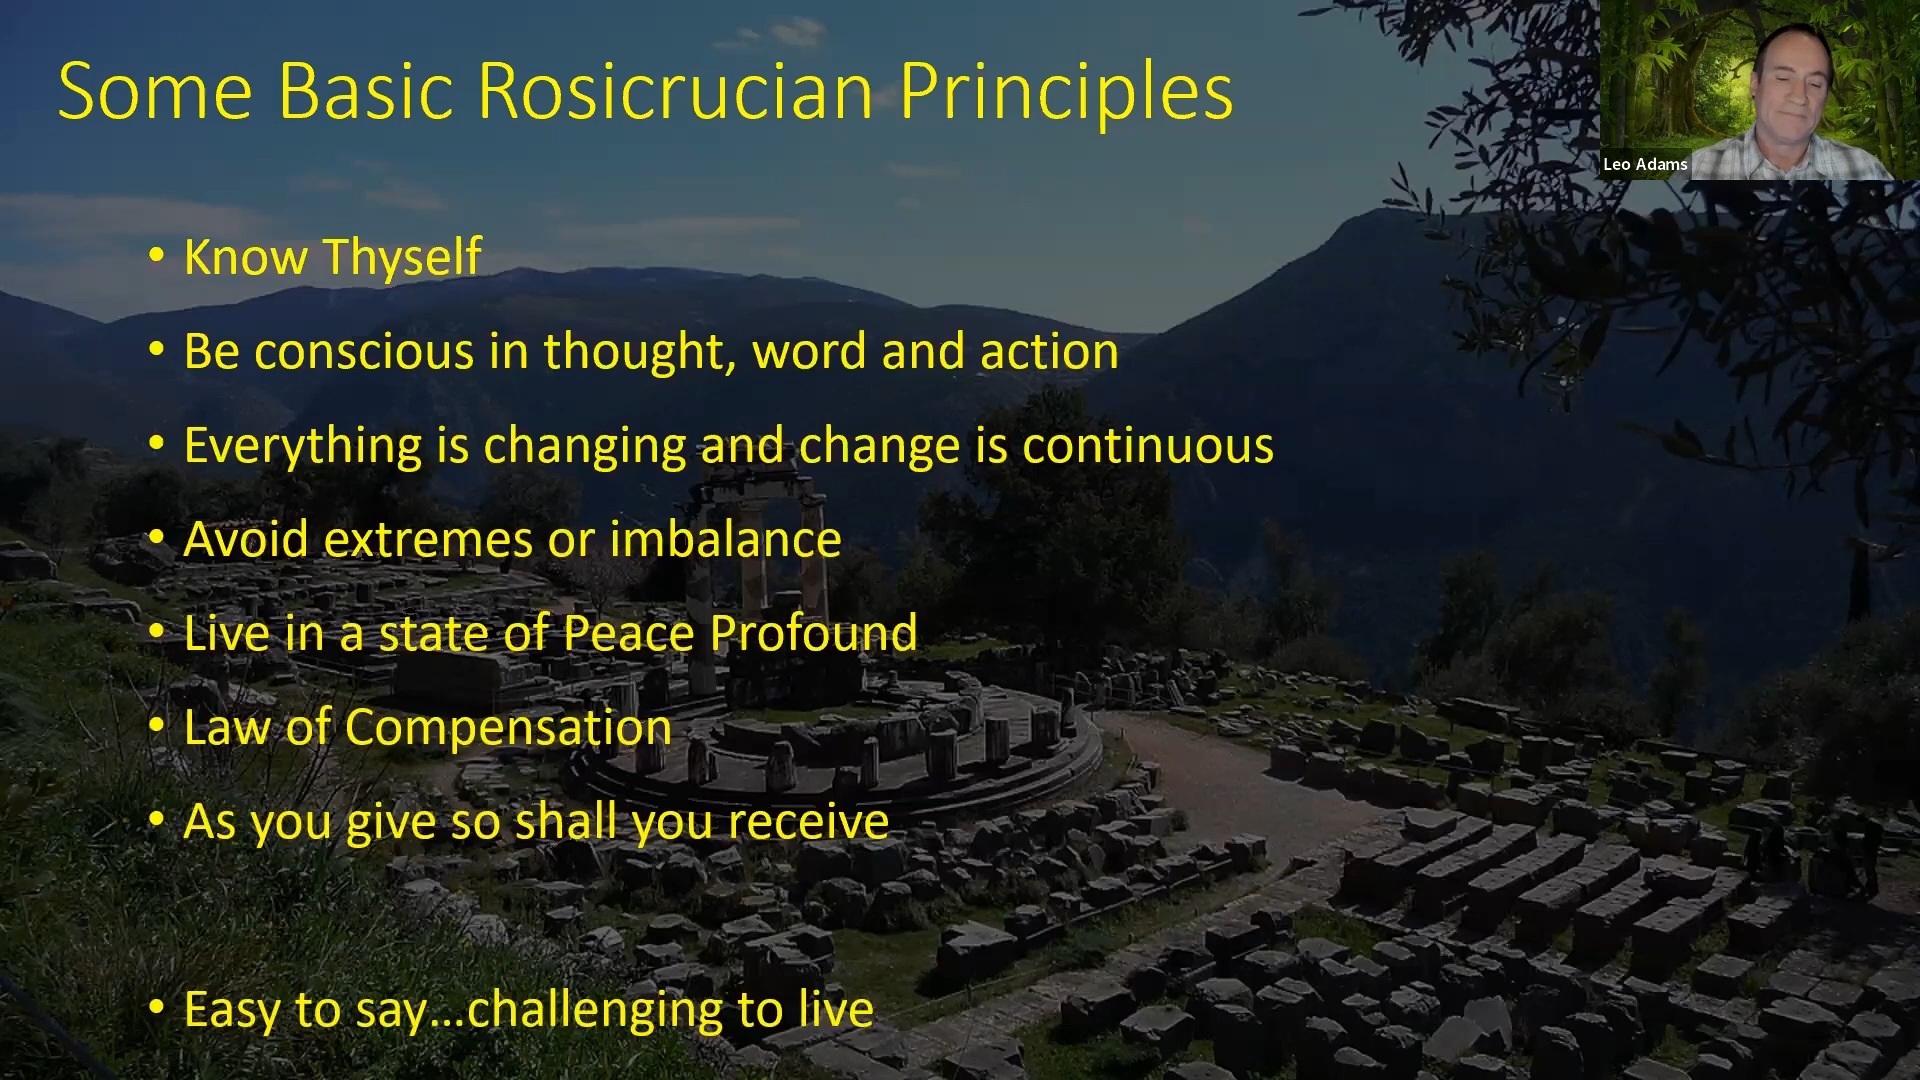 Some Basic Rosicrucian Principles
Leo Adams
• Know Thyself
• Be conscious in thought, word and action
• Everything is changing and change is continuous
• Avoid extremes or imbalance
• Live in a state of Peace Profound
• Law of Compensation
• As you give so shall you receive
• Easy to say...challenging to live